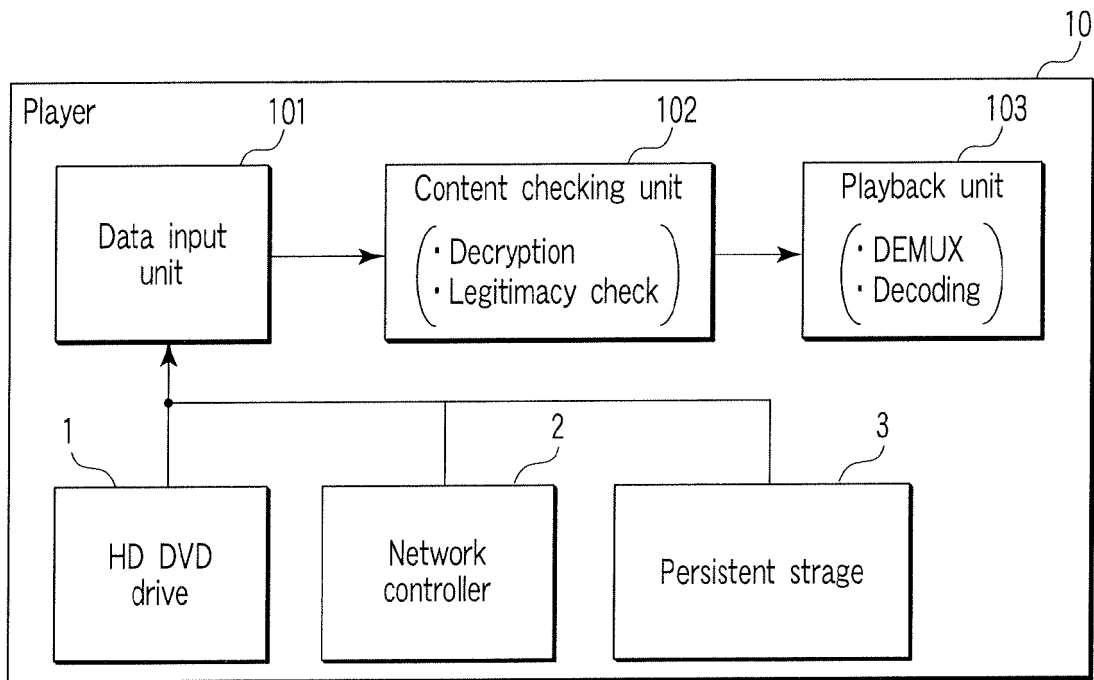 10
Player
101
102
103
Data input
unit
Content checking unit
・Decryption
・Legitimacy check
Playback unit
・DEMUX
・Decoding
1
2
3
HD DVD
drive
Network
controller
Persistent strage